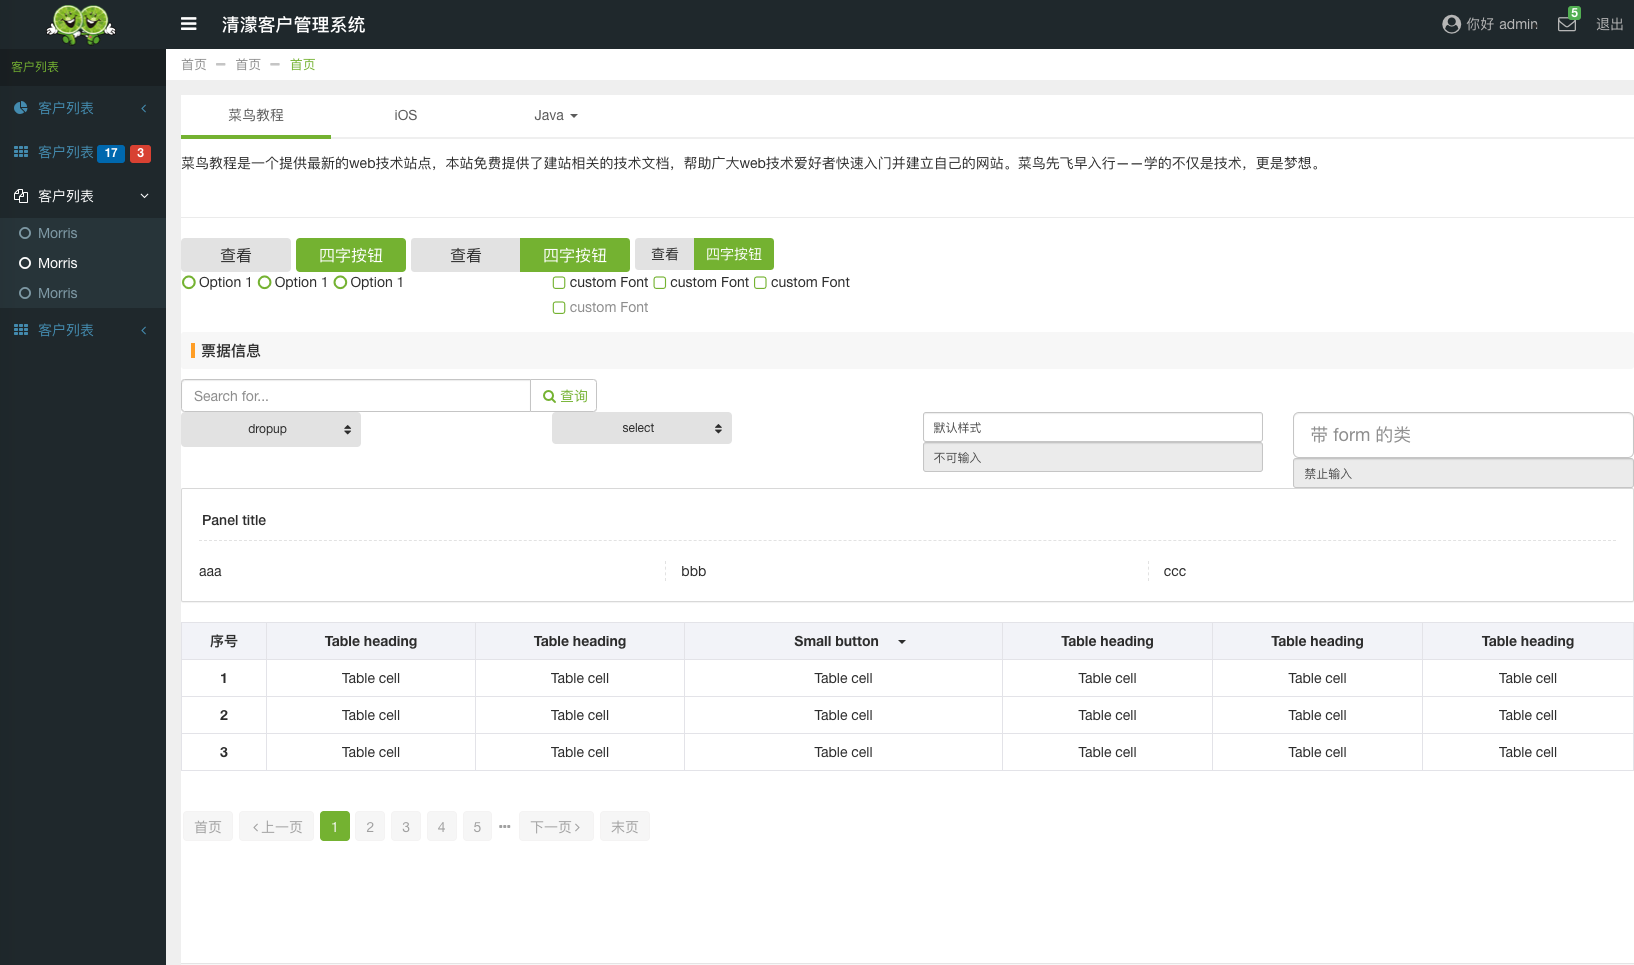 清濛客户管理系统
你好 admin
5
退出
客户列表
首页 首页 首页
客户列表
客户列表 17 3
客户列表
Morris
Morris
Morris
客户列表
菜鸟教程 iOS Java
菜鸟教程是一个提供最新的web技术站点，本站免费提供了建站相关的技术文档，帮助广大web技术爱好者快速入门并建立自己的网站。菜鸟先飞早入行——学的不仅是技术，更是梦想。
查看 四字按钮 查看 四字按钮 查看 四字按钮
Option 1 Option 1 Option 1 custom Font custom Font custom Font
custom Font
票据信息
Search for... 查询
dropup select 默认样式 带 form 的类
不可输入 禁止输入
Panel title
aaa bbb ccc
序号 Table heading Table heading Small button Table heading Table heading Table heading
1 Table cell Table cell Table cell Table cell Table cell Table cell
2 Table cell Table cell Table cell Table cell Table cell Table cell
3 Table cell Table cell Table cell Table cell Table cell Table cell
首页 ‹上一页 1 2 3 4 5 ··· 下一页› 末页